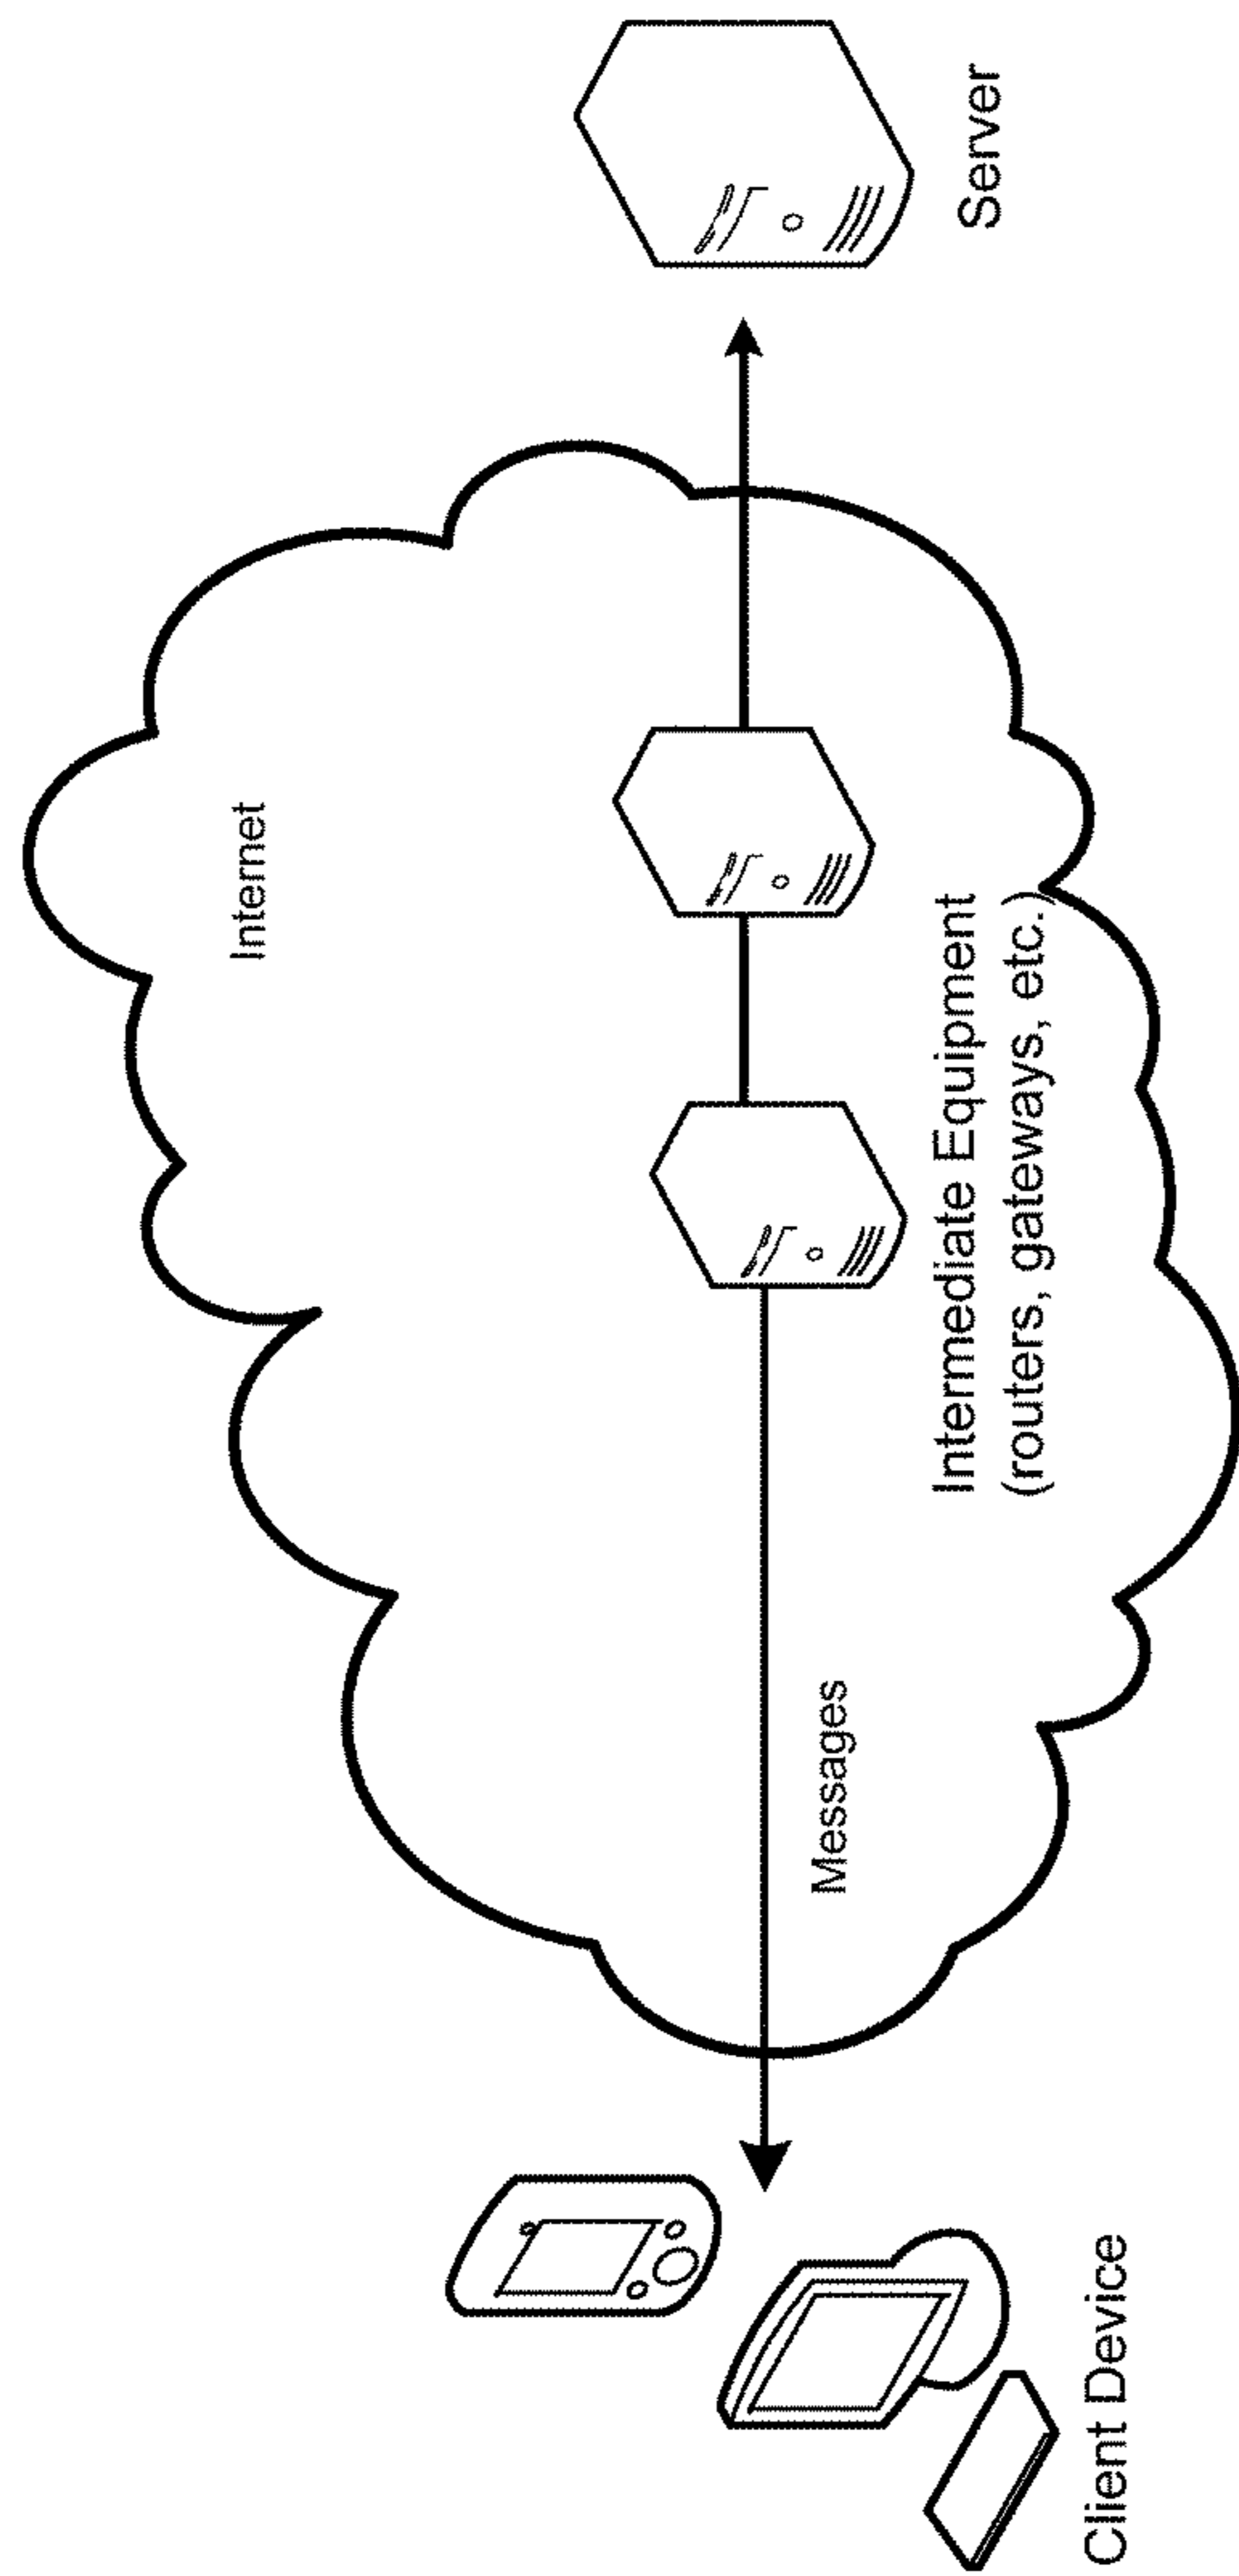 Internet
Server
Intermediate Equipment
(routers, gateways, etc.)
Messages
Client Device